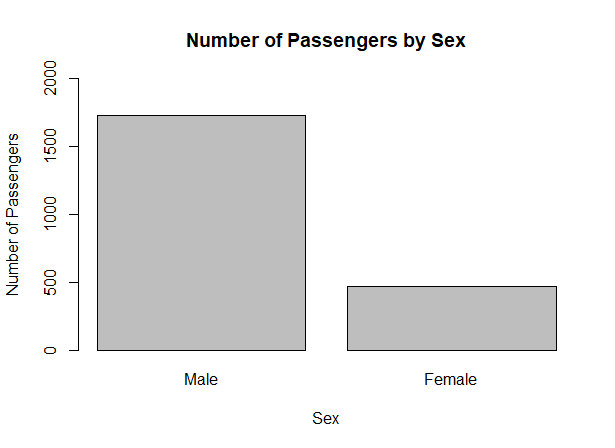 Number of Passengers by Sex
Number of Passengers
2000
1500
1000
500
0
Male Female
Sex